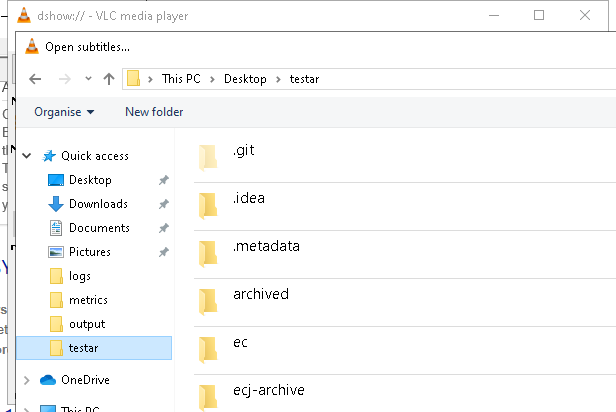 dshow:// - VLC media player
Open subtitles...
This PC > Desktop > testar
Organise New folder
Quick access
Desktop
Downloads
Documents
Pictures
logs
metrics
output
testar
OneDrive
This PC
.git
.idea
.metadata
archived
ec
ecj-archive